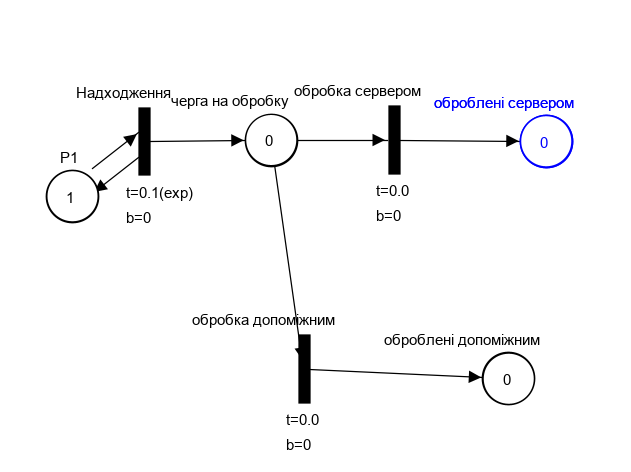 Надходження
черга на обробку
обробка сервером
оброблені сервером
P1
1
0
0
t=0.1(exp)
b=0
t=0.0
b=0
обробка допоміжним
оброблені допоміжним
0
t=0.0
b=0